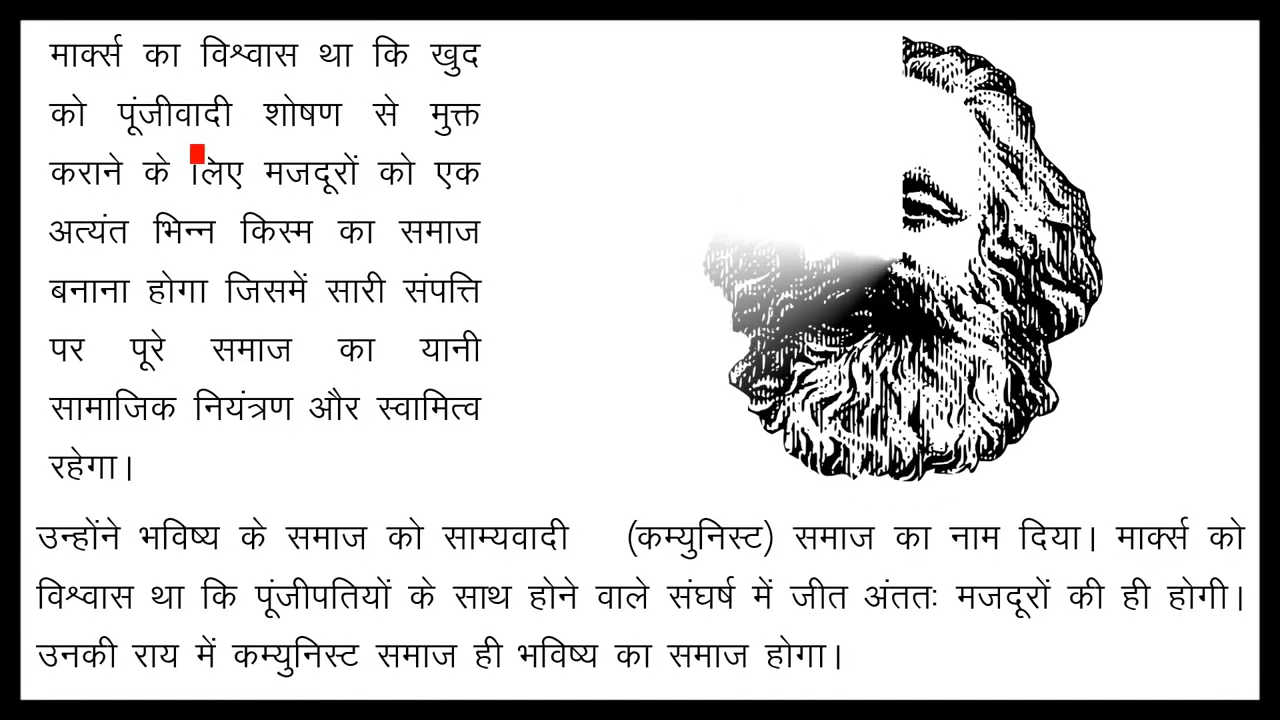 मार्क्स का विश्वास था कि खुद
को पूंजीवादी शोषण से मुक्त
कराने के लिए मजदूरों को एक
अत्यंत भिन्न किस्म का समाज
बनाना होगा जिसमें सारी संपत्ति
पर पूरे समाज का यानी
सामाजिक नियंत्रण और स्वामित्व
रहेगा।
उन्होंने भविष्य के समाज को साम्यवादी (कम्युनिस्ट) समाज का नाम दिया। मार्क्स को
विश्वास था कि पूंजीपतियों के साथ होने वाले संघर्ष में जीत अंततः मजदूरों की ही होगी।
उनकी राय में कम्युनिस्ट समाज ही भविष्य का समाज होगा।